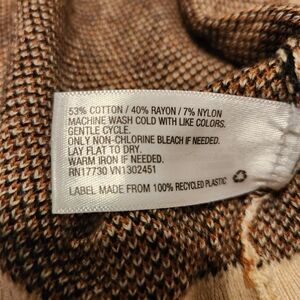 53% COTTON / 40% RAYON / 7% NYLON
MACHINE WASH COLD WITH LIKE COLORS.
GENTLE CYCLE.
ONLY NON-CHLORINE BLEACH IF NEEDED.
LAY FLAT TO DRY.
WARM IRON IF NEEDED.
RN17730 VN1302451
LABEL MADE FROM 100% RECYCLED PLASTIC